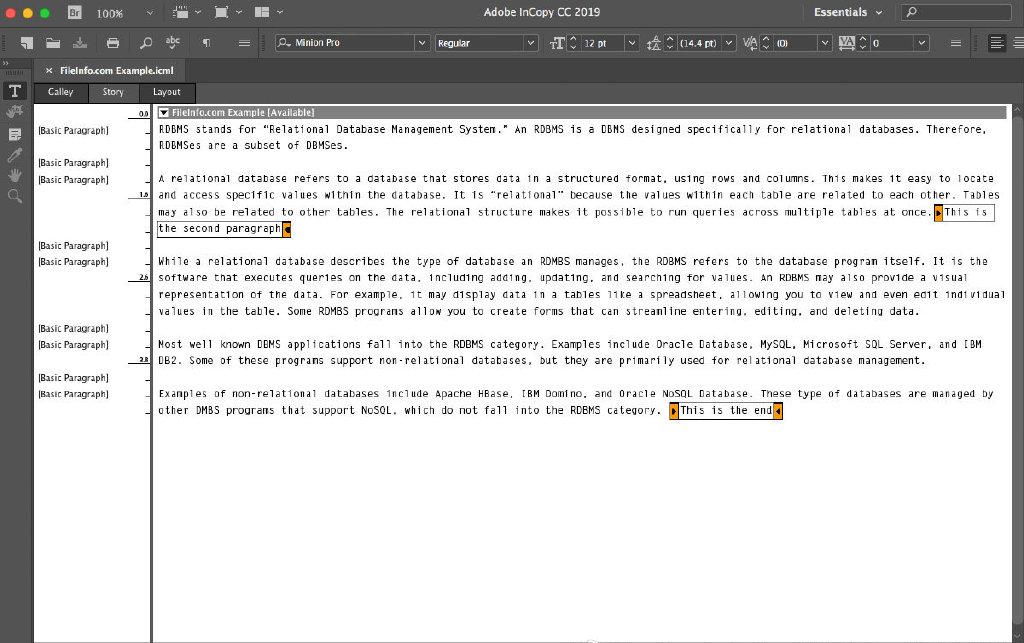 Br 100% Adobe InCopy CC 2019 Essentials
abc Minion Pro Regular 12 pt (14.4 pt) (0) 0
× FileInfo.com Example.icml
Galley Story Layout
0.0 FileInfo.com Example [Available]
[Basic Paragraph] RDBMS stands for “Relational Database Management System.” An RDBMS is a DBMS designed specifically for relational databases. Therefore,
RDBMSes are a subset of DBMSes.
[Basic Paragraph]
[Basic Paragraph] A relational database refers to a database that stores data in a structured format, using rows and columns. This makes it easy to locate
and access specific values within the database. It is “relational” because the values within each table are related to each other. Tables
may also be related to other tables. The relational structure makes it possible to run queries across multiple tables at once. This is
the second paragraph
[Basic Paragraph]
[Basic Paragraph] While a relational database describes the type of database an RDMBS manages, the RDBMS refers to the database program itself. It is the
software that executes queries on the data, including adding, updating, and searching for values. An RDBMS may also provide a visual
representation of the data. For example, it may display data in a tables like a spreadsheet, allowing you to view and even edit individual
values in the table. Some RDMBS programs allow you to create forms that can streamline entering, editing, and deleting data.
[Basic Paragraph]
[Basic Paragraph] Most well known DBMS applications fall into the RDBMS category. Examples include Oracle Database, MySQL, Microsoft SQL Server, and IBM
2.8 DB2. Some of these programs support non-relational databases, but they are primarily used for relational database management.
[Basic Paragraph]
[Basic Paragraph] Examples of non-relational databases include Apache HBase, IBM Domino, and Oracle NoSQL Database. These type of databases are managed by
other DMBS programs that support NoSQL, which do not fall into the RDBMS category. This is the end